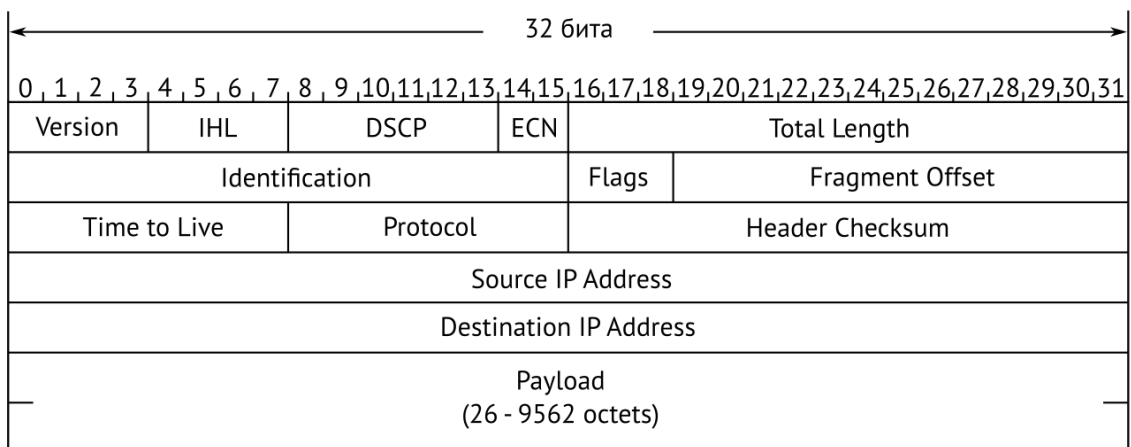 32 бита
0 1 2 3 4 5 6 7 8 9 10 11 12 13 14 15 16 17 18 19 20 21 22 23 24 25 26 27 28 29 30 31
Version IHL DSCP ECN Total Length
Identification Flags Fragment Offset
Time to Live Protocol Header Checksum
Source IP Address
Destination IP Address
Payload
(26 - 9562 octets)